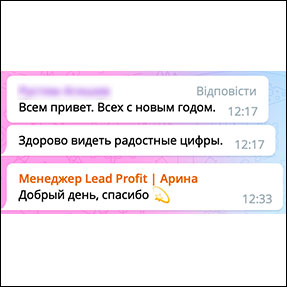 Відповісти
Всем привет. Всех с новым годом.
12:17
Здорово видеть радостные цифры.
12:17
Менеджер Lead Profit | Арина
Добрый день, спасибо 💫
12:33